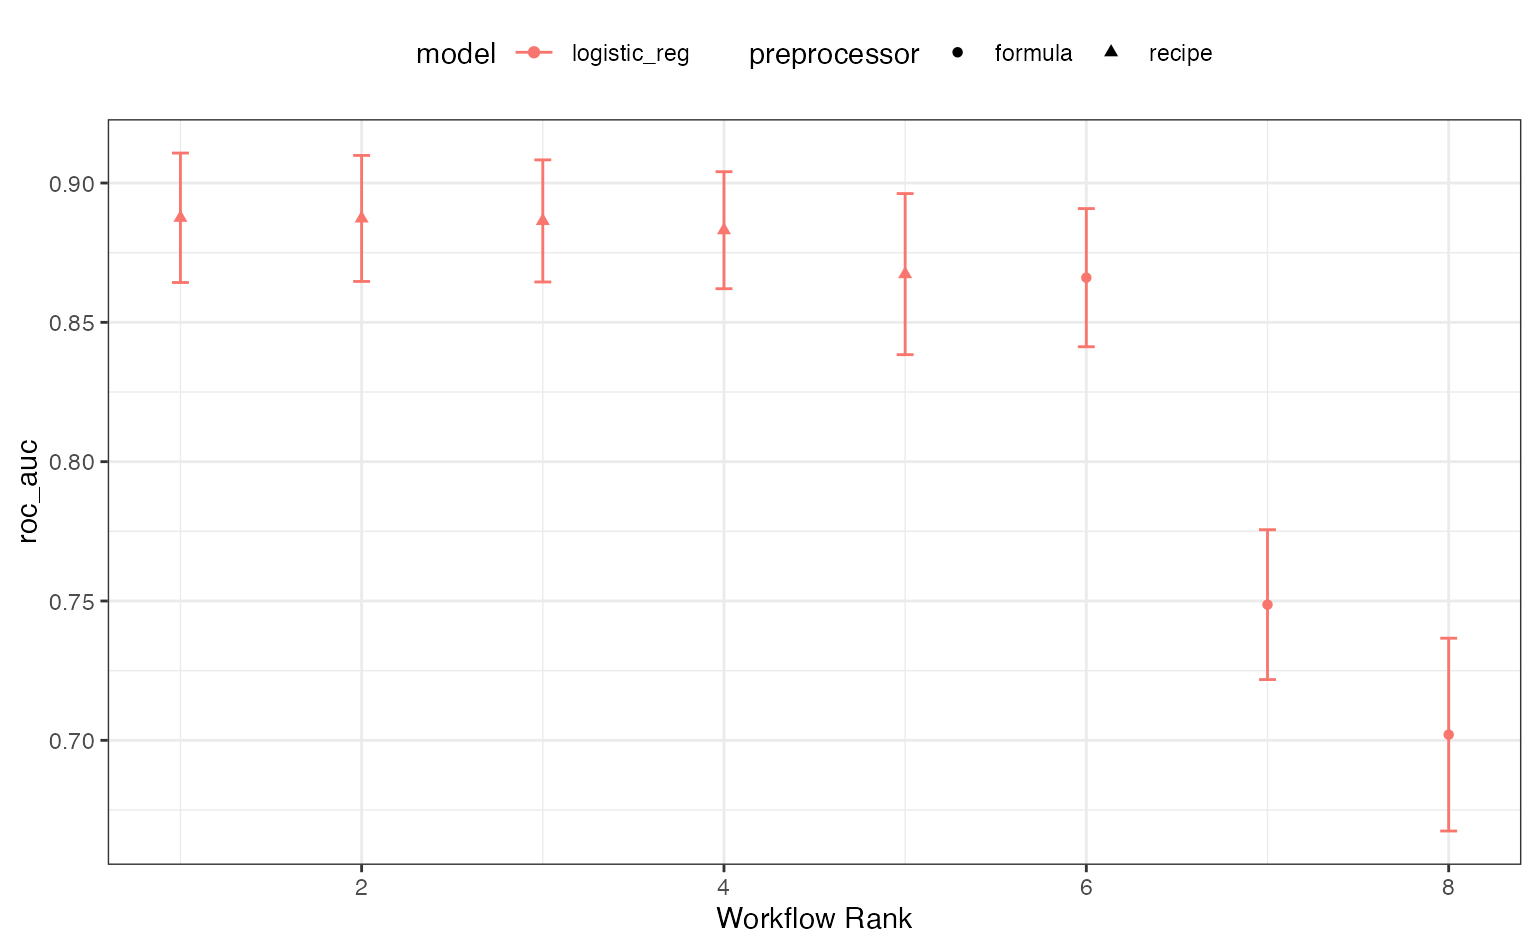 model logistic_reg preprocessor formula recipe
0.90
0.85
0.80
0.75
0.70
roc_auc
2 4 6 8
Workflow Rank